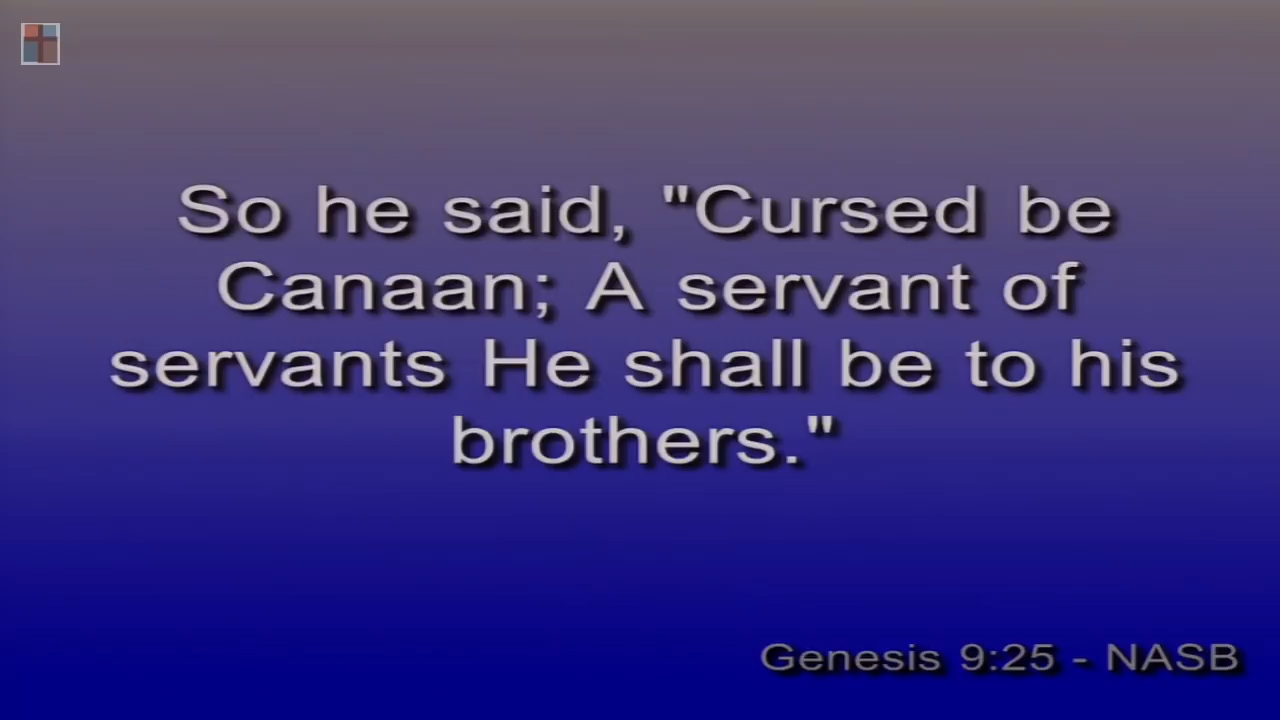 So he said, "Cursed be
Canaan; A servant of
servants He shall be to his
brothers."
Genesis 9:25 - NASB